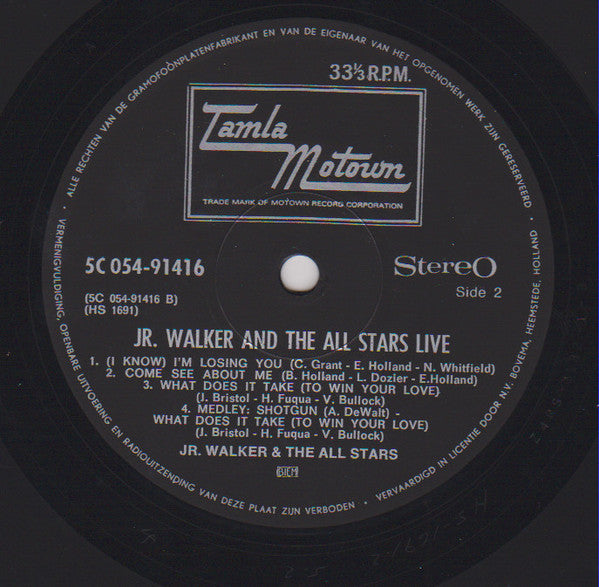 ALLE RECHTEN VAN DE GRAMOFOONPLATENFABRIKANT EN VAN DE EIGENAAR VAN HET OPGENOMEN WERK ZIJN GERESERVEERD
33⅓ R.P.M.
Tamla
Motown
TRADE MARK OF MOTOWN RECORD CORPORATION
5C 054-91416
StereO
Side 2
(5C 054-91416 B)
(HS 1691)
JR. WALKER AND THE ALL STARS LIVE
1. (I KNOW) I'M LOSING YOU (C. Grant - E. Holland - N. Whitfield)
2. COME SEE ABOUT ME (B. Holland - L. Dozier - E.Holland)
3. WHAT DOES IT TAKE (TO WIN YOUR LOVE)
(J. Bristol - H. Fuqua - V. Bullock)
4. MEDLEY: SHOTGUN (A. DeWalt) -
WHAT DOES IT TAKE (TO WIN YOUR LOVE)
(J. Bristol - H. Fuqua - V. Bullock)
JR. WALKER & THE ALL STARS
BIEM
VERMENIGVULDIGING, OPENBARE UITVOERING EN RADIOUITZENDING VAN DEZE PLAAT ZIJN VERBODEN • VERVAARDIGD IN LICENTIE DOOR N.V. BOVEMA, HEEMSTEDE, HOLLAND